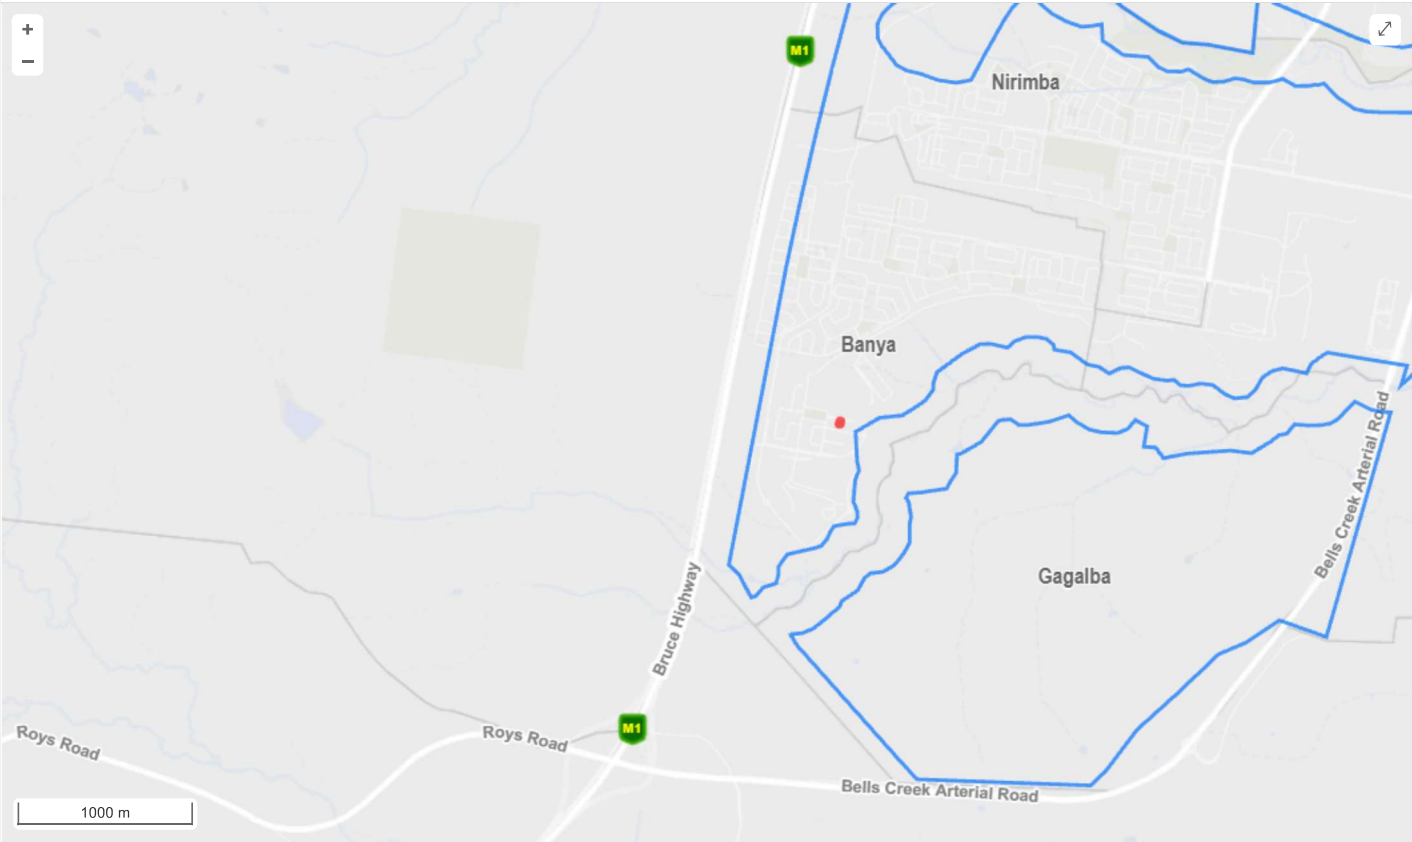 +
M1
Nirimba
−
Banya
Bells Creek Arterial Road
Gagalba
Bruce Highway
M1
Roys Road
Roys Road
Bells Creek Arterial Road
1000 m